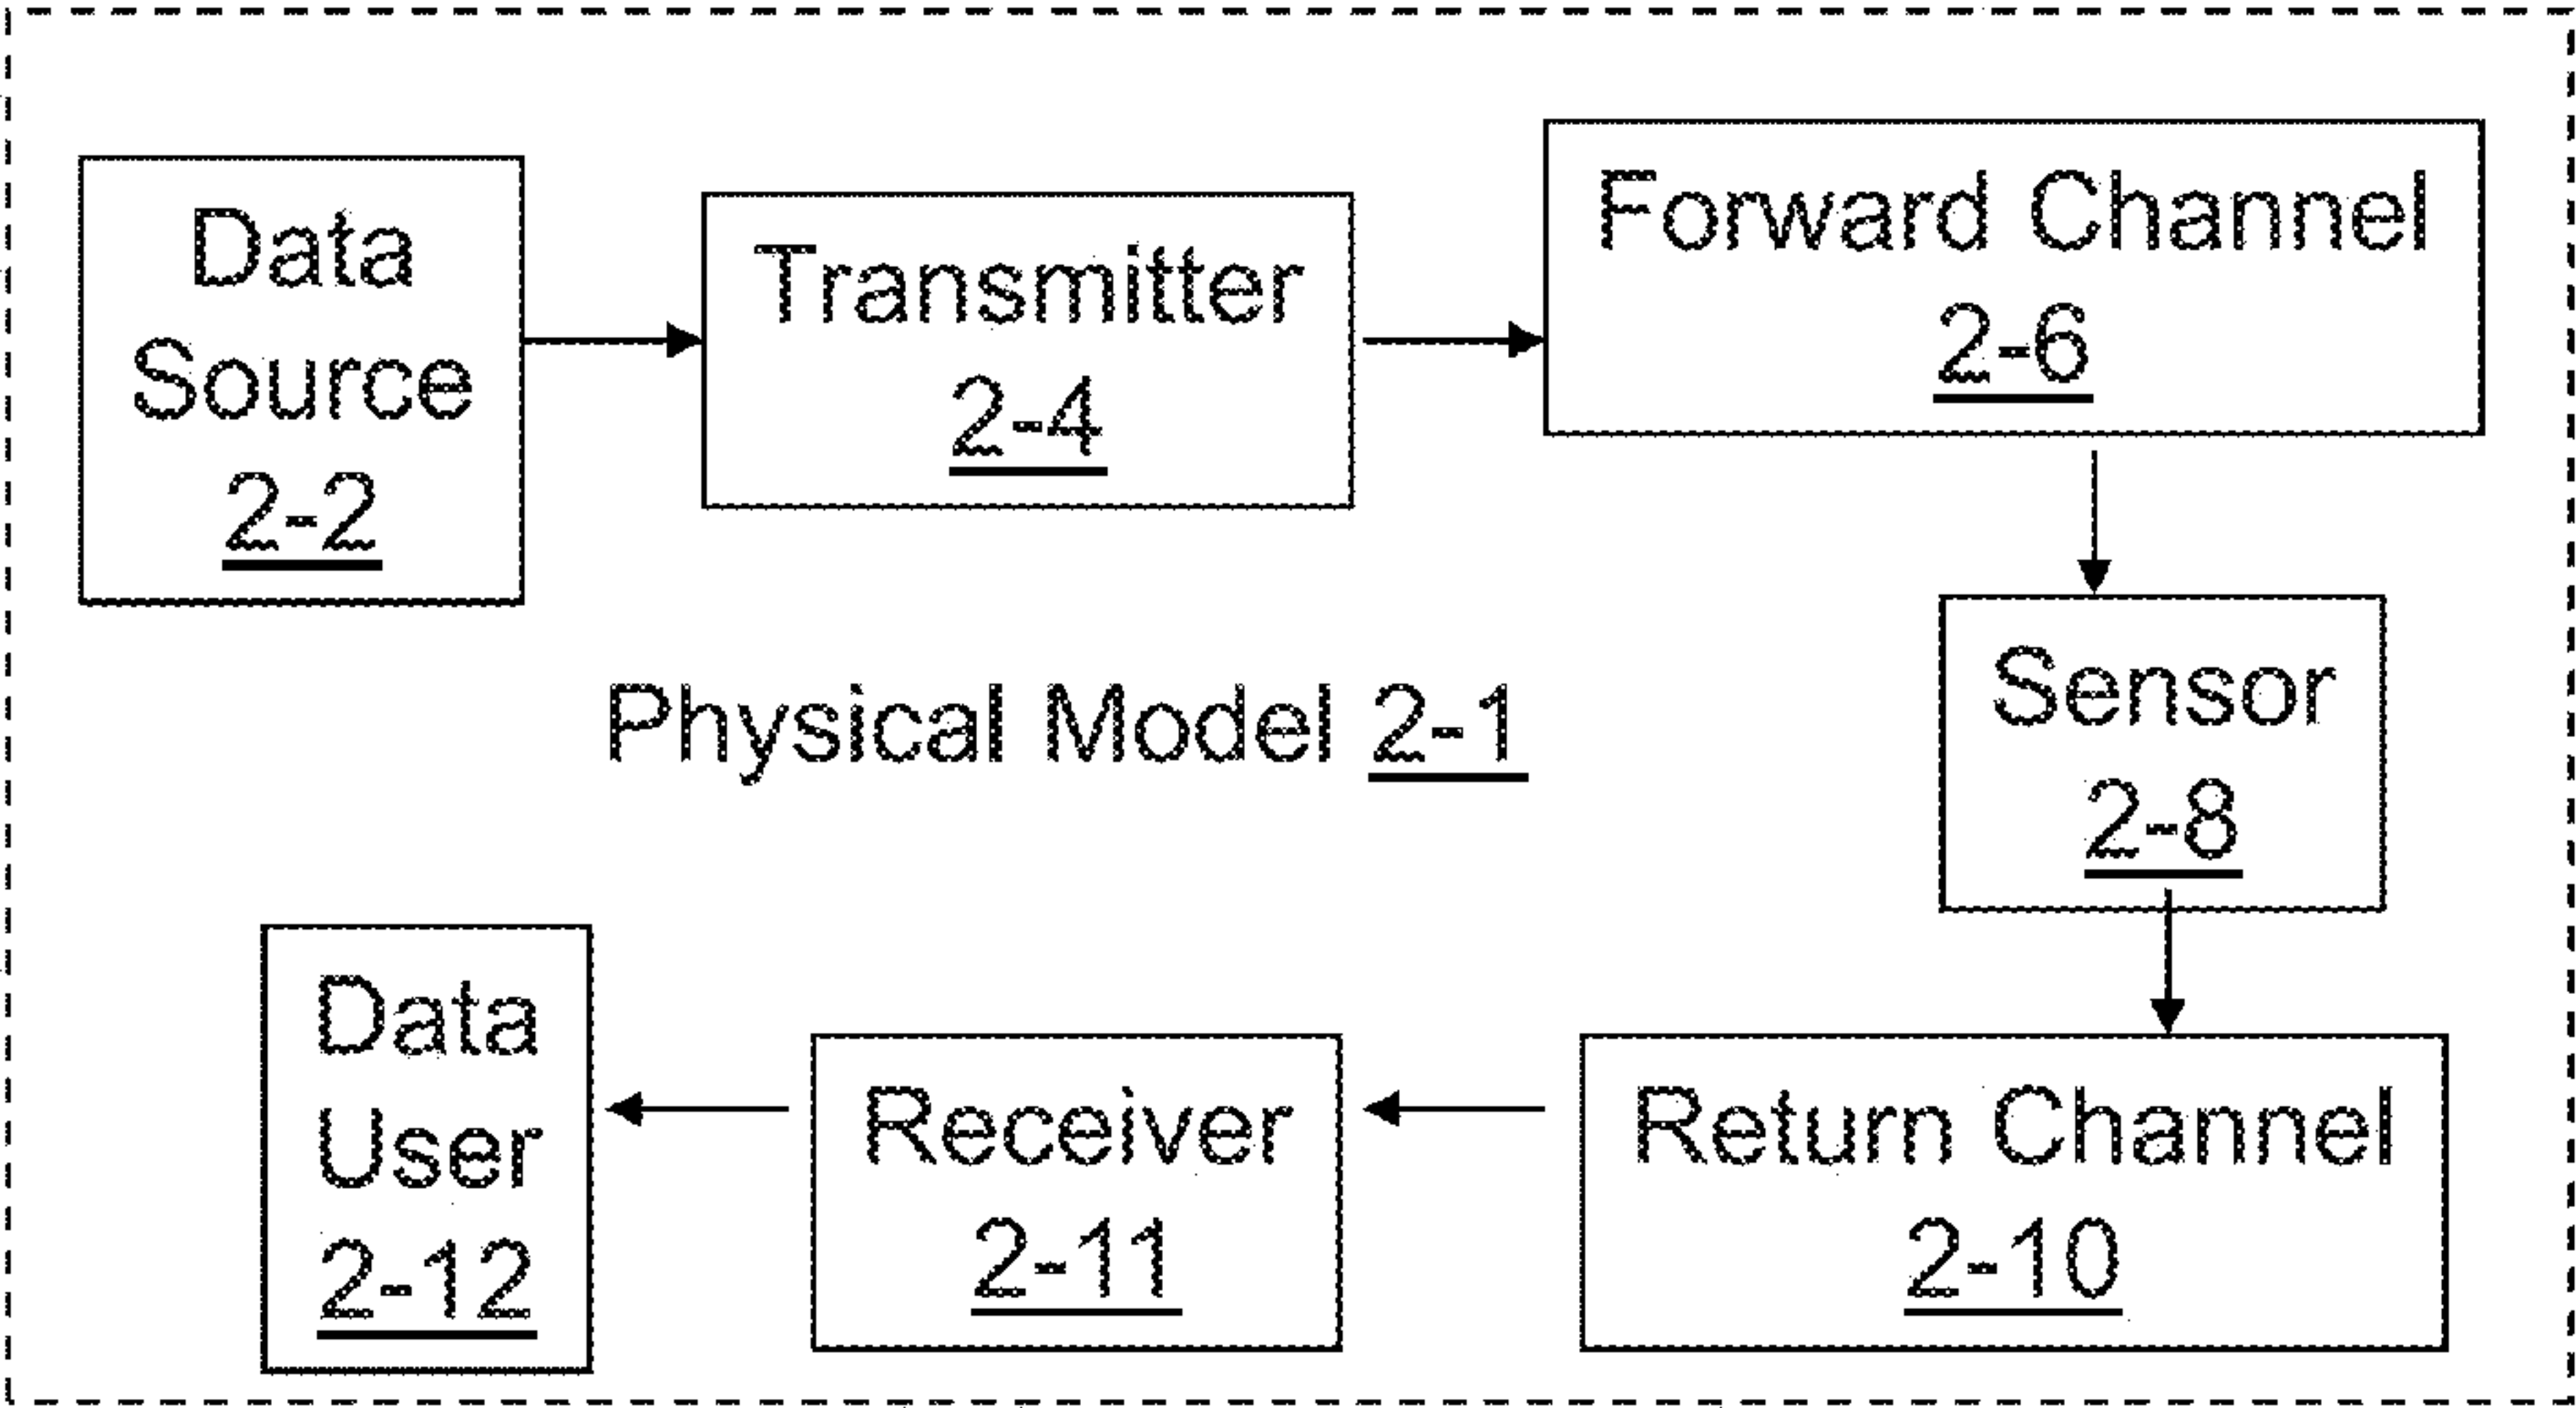 Data
Source
2-2
Transmitter
2-4
Forward Channel
2-6
Physical Model 2-1
Sensor
2-8
Data
User
2-12
Receiver
2-11
Return Channel
2-10